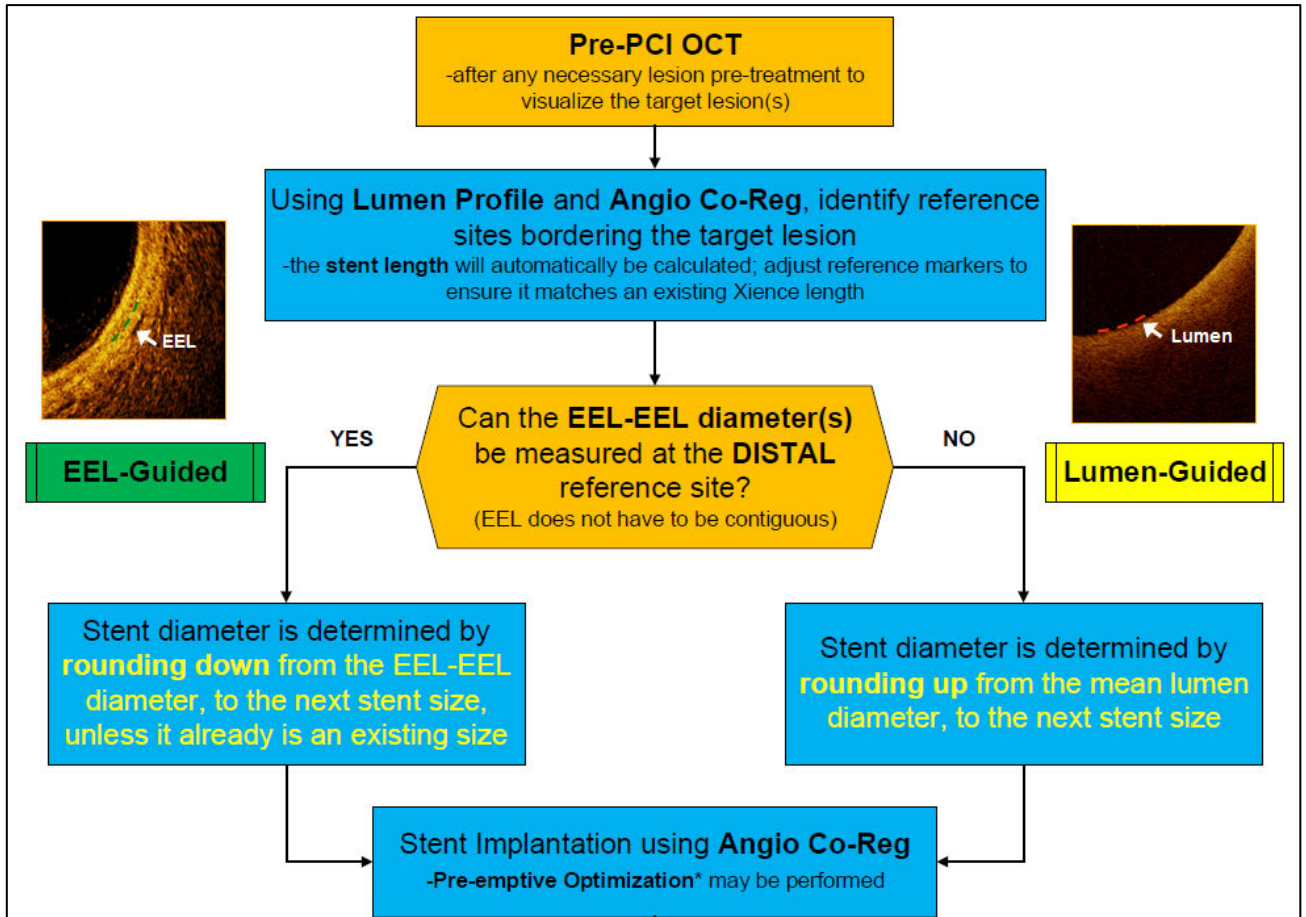 Pre-PCI OCT
-after any necessary lesion pre-treatment to
visualize the target lesion(s)
Using Lumen Profile and Angio Co-Reg, identify reference
sites bordering the target lesion
-the stent length will automatically be calculated; adjust reference markers to
ensure it matches an existing Xience length
EEL
Lumen
Can the EEL-EEL diameter(s)
be measured at the DISTAL
reference site?
(EEL does not have to be contiguous)
YES
NO
EEL-Guided
Lumen-Guided
Stent diameter is determined by
rounding down from the EEL-EEL
diameter, to the next stent size,
unless it already is an existing size
Stent diameter is determined by
rounding up from the mean lumen
diameter, to the next stent size
Stent Implantation using Angio Co-Reg
-Pre-emptive Optimization* may be performed